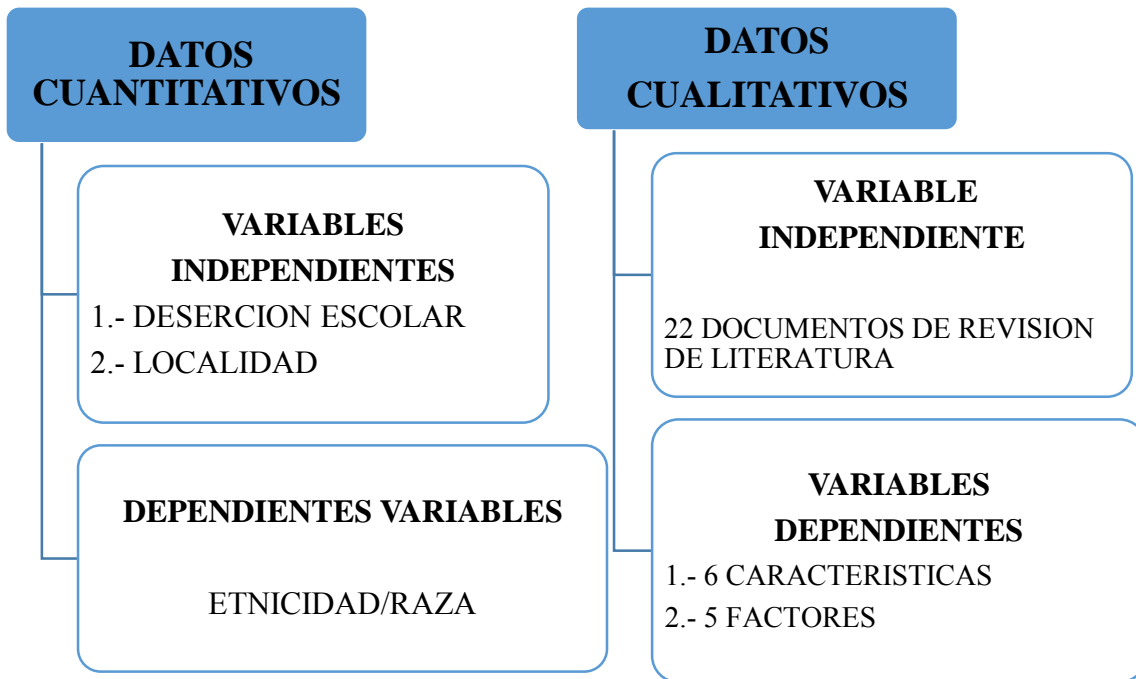 DATOS
CUANTITATIVOS
VARIABLES
INDEPENDIENTES
1.- DESERCION ESCOLAR
2.- LOCALIDAD
DEPENDIENTES VARIABLES
ETNICIDAD/RAZA
DATOS
CUALITATIVOS
VARIABLE
INDEPENDIENTE
22 DOCUMENTOS DE REVISION
DE LITERATURA
VARIABLES
DEPENDIENTES
1.- 6 CARACTERISTICAS
2.- 5 FACTORES